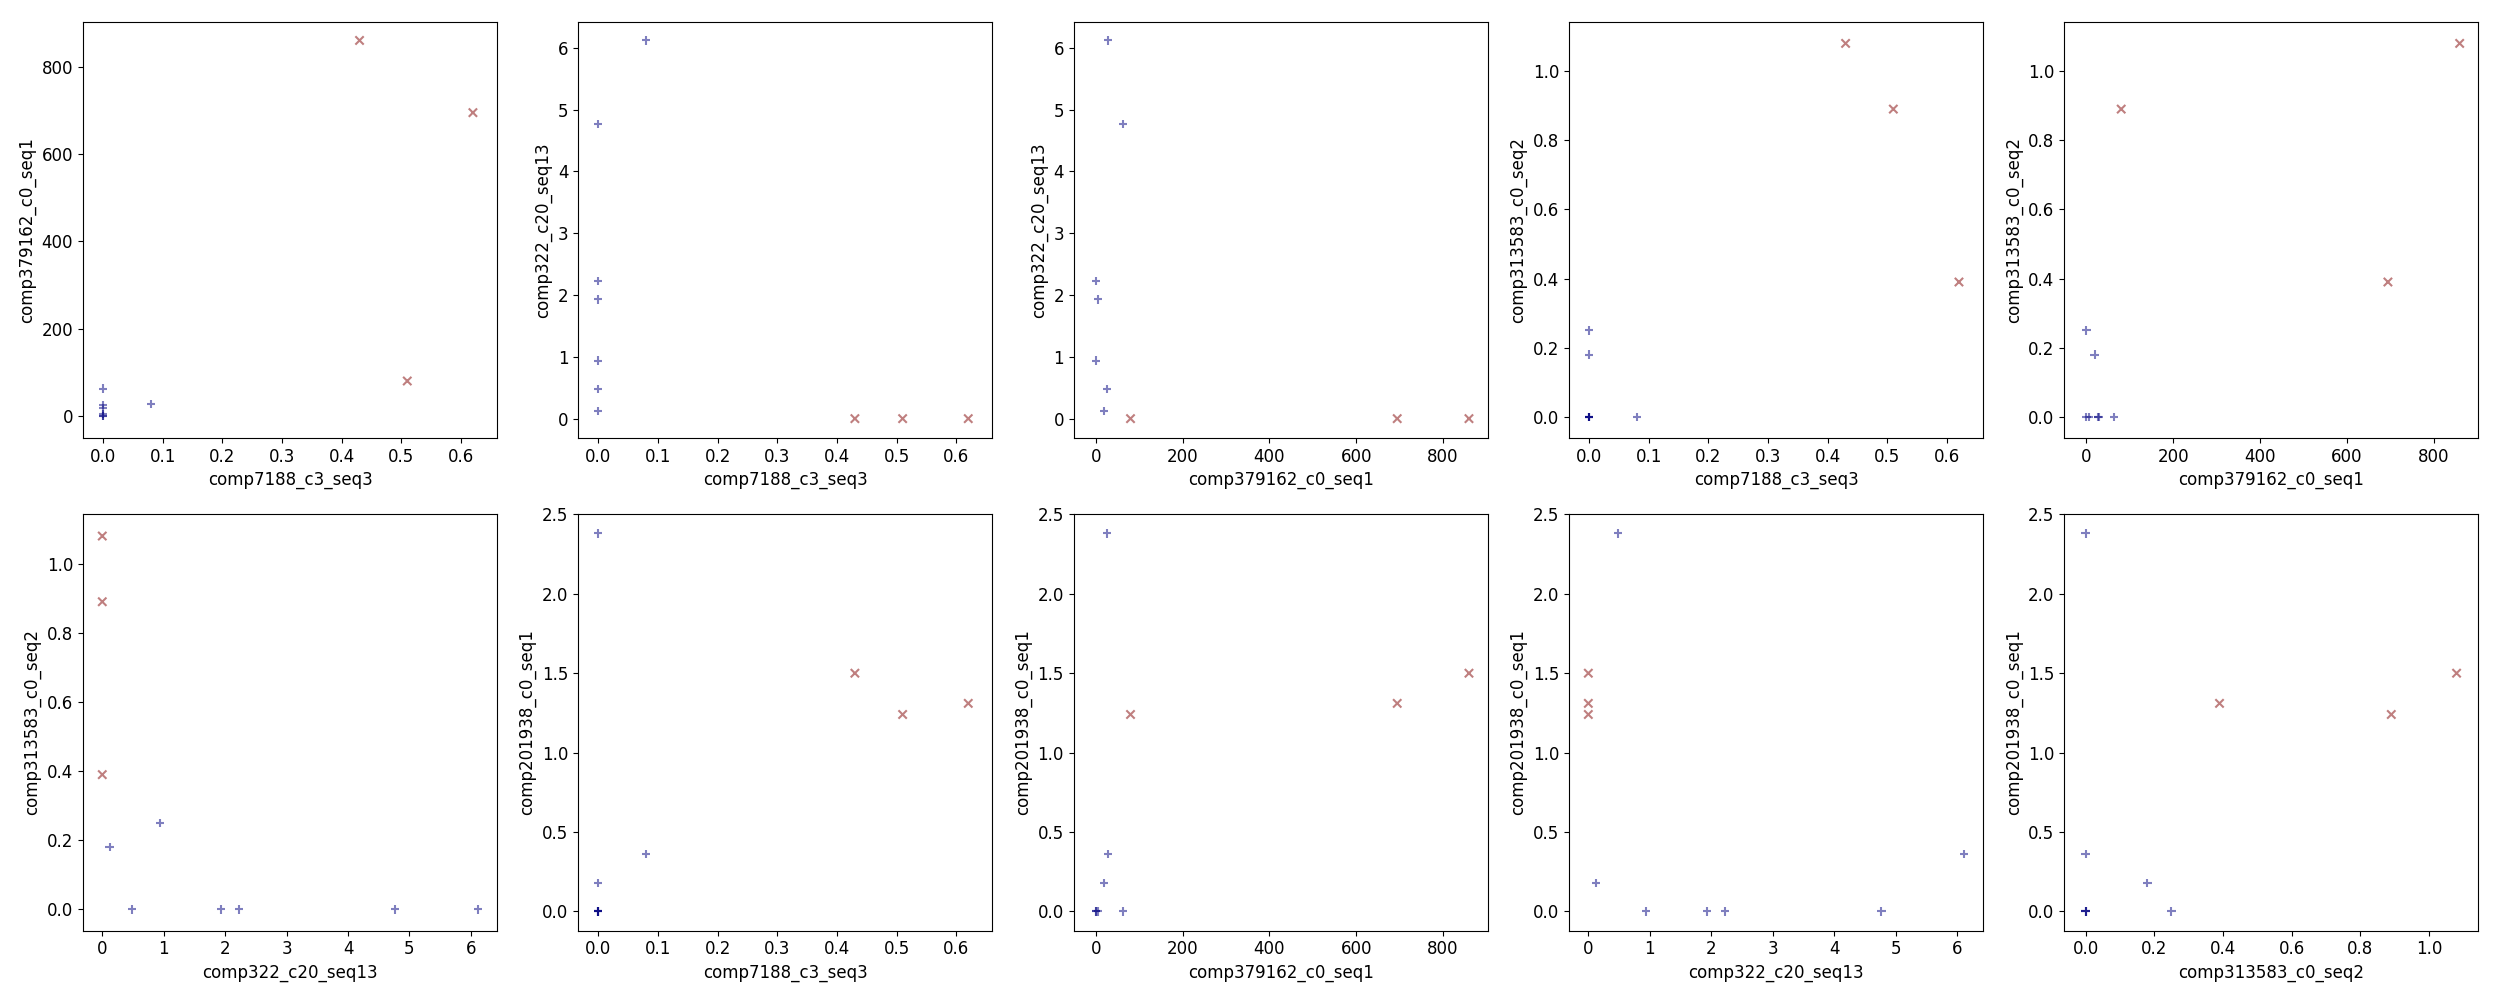 comp379162_c0_seq1
800
600
400
200
0
0.0 0.1 0.2 0.3 0.4 0.5 0.6
comp7188_c3_seq3
comp322_c20_seq13
6
5
4
3
2
1
0
0.0 0.1 0.2 0.3 0.4 0.5 0.6
comp7188_c3_seq3
comp322_c20_seq13
6
5
4
3
2
1
0
0 200 400 600 800
comp379162_c0_seq1
comp313583_c0_seq2
1.0
0.8
0.6
0.4
0.2
0.0
0.0 0.1 0.2 0.3 0.4 0.5 0.6
comp7188_c3_seq3
comp313583_c0_seq2
1.0
0.8
0.6
0.4
0.2
0.0
0 200 400 600 800
comp379162_c0_seq1
comp313583_c0_seq2
1.0
0.8
0.6
0.4
0.2
0.0
0 1 2 3 4 5 6
comp322_c20_seq13
comp201938_c0_seq1
2.5
2.0
1.5
1.0
0.5
0.0
0.0 0.1 0.2 0.3 0.4 0.5 0.6
comp7188_c3_seq3
comp201938_c0_seq1
2.5
2.0
1.5
1.0
0.5
0.0
0 200 400 600 800
comp379162_c0_seq1
comp201938_c0_seq1
2.5
2.0
1.5
1.0
0.5
0.0
0 1 2 3 4 5 6
comp322_c20_seq13
comp201938_c0_seq1
2.5
2.0
1.5
1.0
0.5
0.0
0.0 0.2 0.4 0.6 0.8 1.0
comp313583_c0_seq2